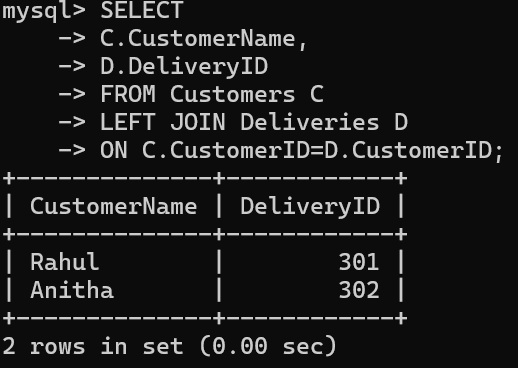 mysql> SELECT
    -> C.CustomerName,
    -> D.DeliveryID
    -> FROM Customers C
    -> LEFT JOIN Deliveries D
    -> ON C.CustomerID=D.CustomerID;
+--------------+------------+
| CustomerName | DeliveryID |
+--------------+------------+
| Rahul        |        301 |
| Anitha       |        302 |
+--------------+------------+
2 rows in set (0.00 sec)